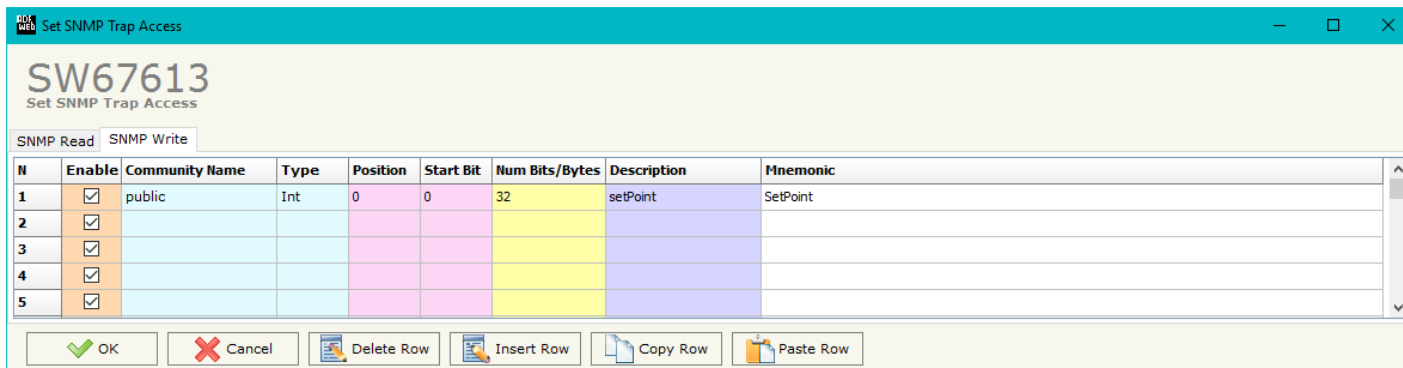 ADF WEB Set SNMP Trap Access
SW67613
Set SNMP Trap Access
SNMP Read SNMP Write
N Enable Community Name Type Position Start Bit Num Bits/Bytes Description Mnemonic
1 public Int 0 0 32 setPoint SetPoint
2
3
4
5
OK Cancel Delete Row Insert Row Copy Row Paste Row